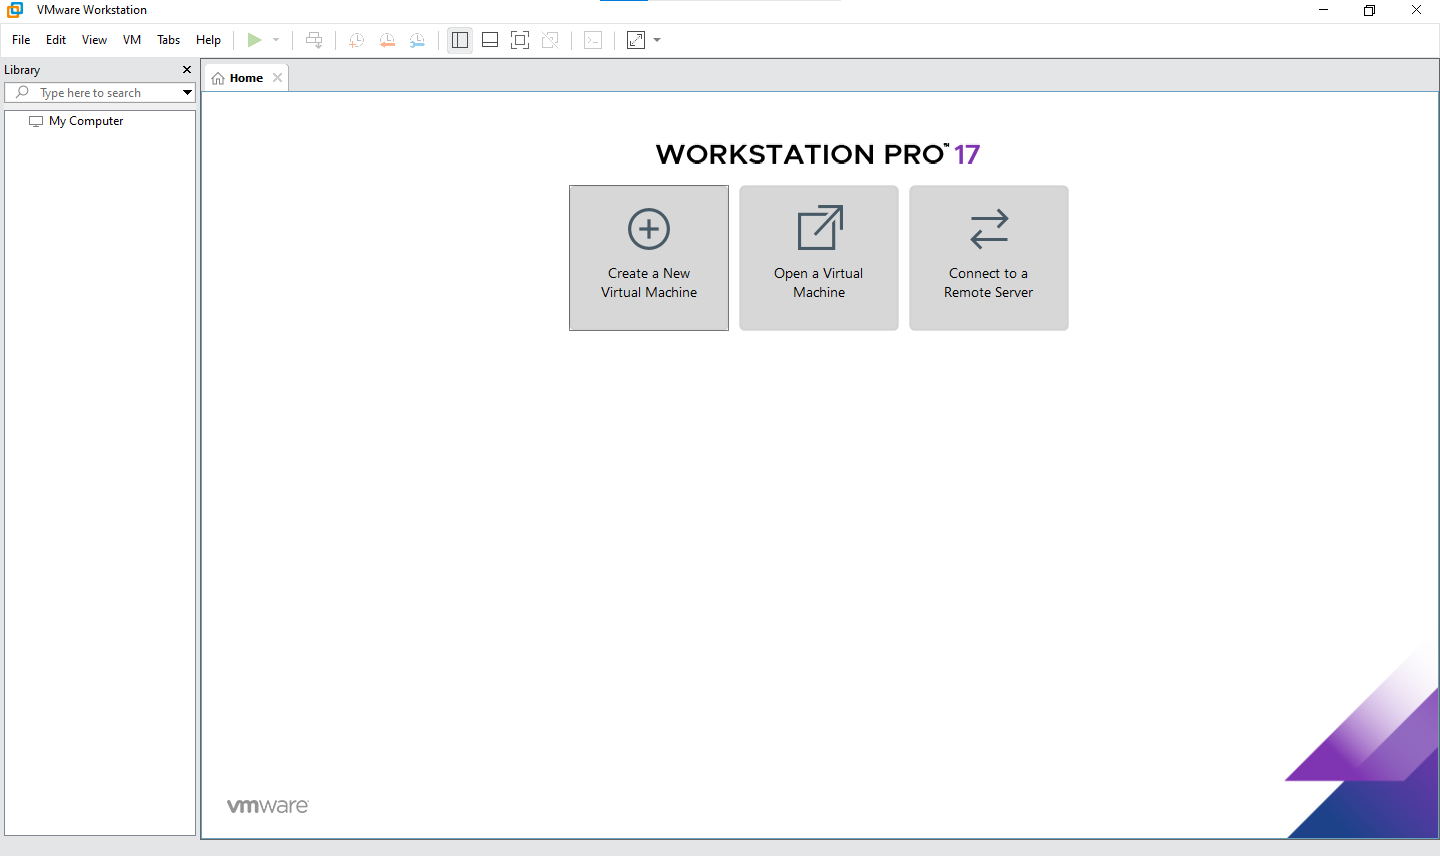 VMware Workstation
File Edit View VM Tabs Help
Library
Type here to search
My Computer
Home
WORKSTATION PRO™ 17
Create a New
Virtual Machine
Open a Virtual
Machine
Connect to a
Remote Server
vmware